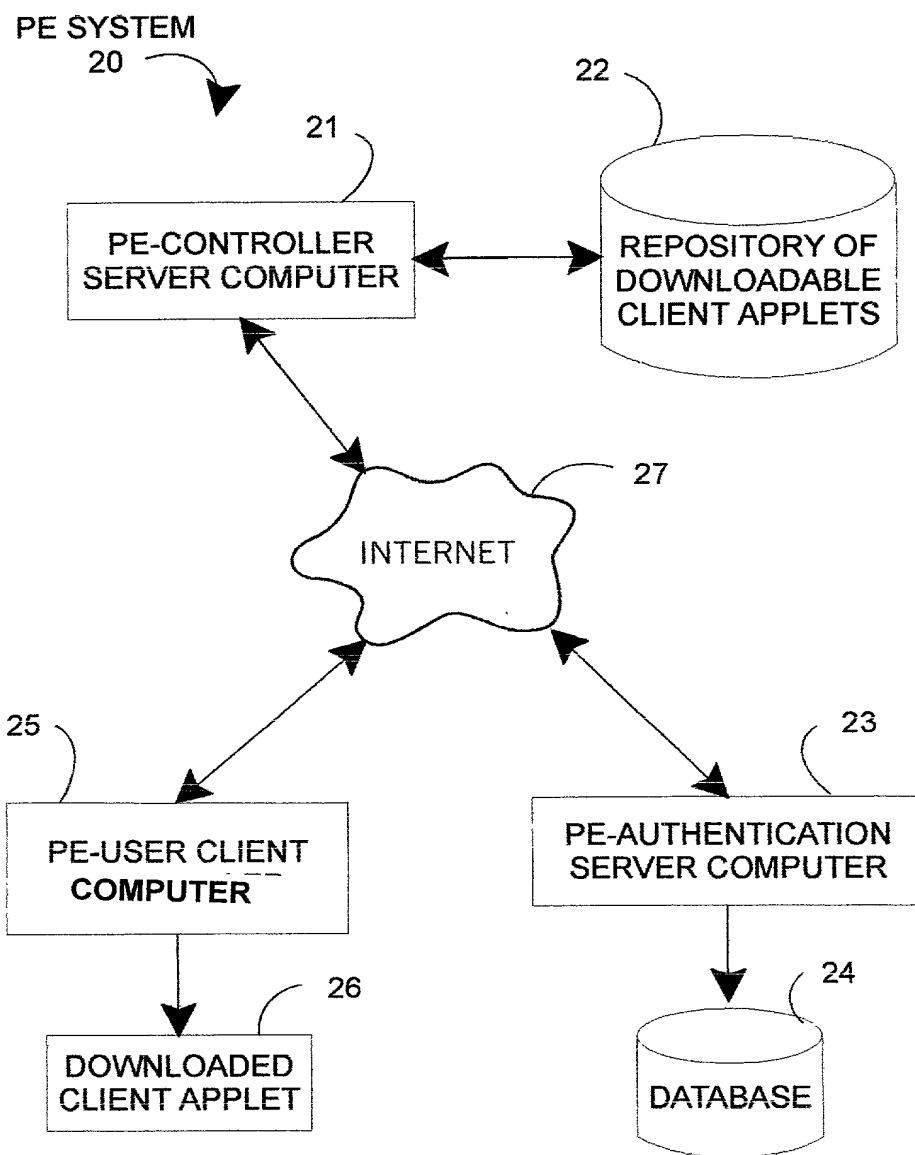 PE SYSTEM
20
22
21
PE-CONTROLLER
SERVER COMPUTER
REPOSITORY OF
DOWNLOADABLE
CLIENT APPLETS
27
INTERNET
25
23
PE-USER CLIENT
COMPUTER
PE-AUTHENTICATION
SERVER COMPUTER
26
24
DOWNLOADED
CLIENT APPLET
DATABASE